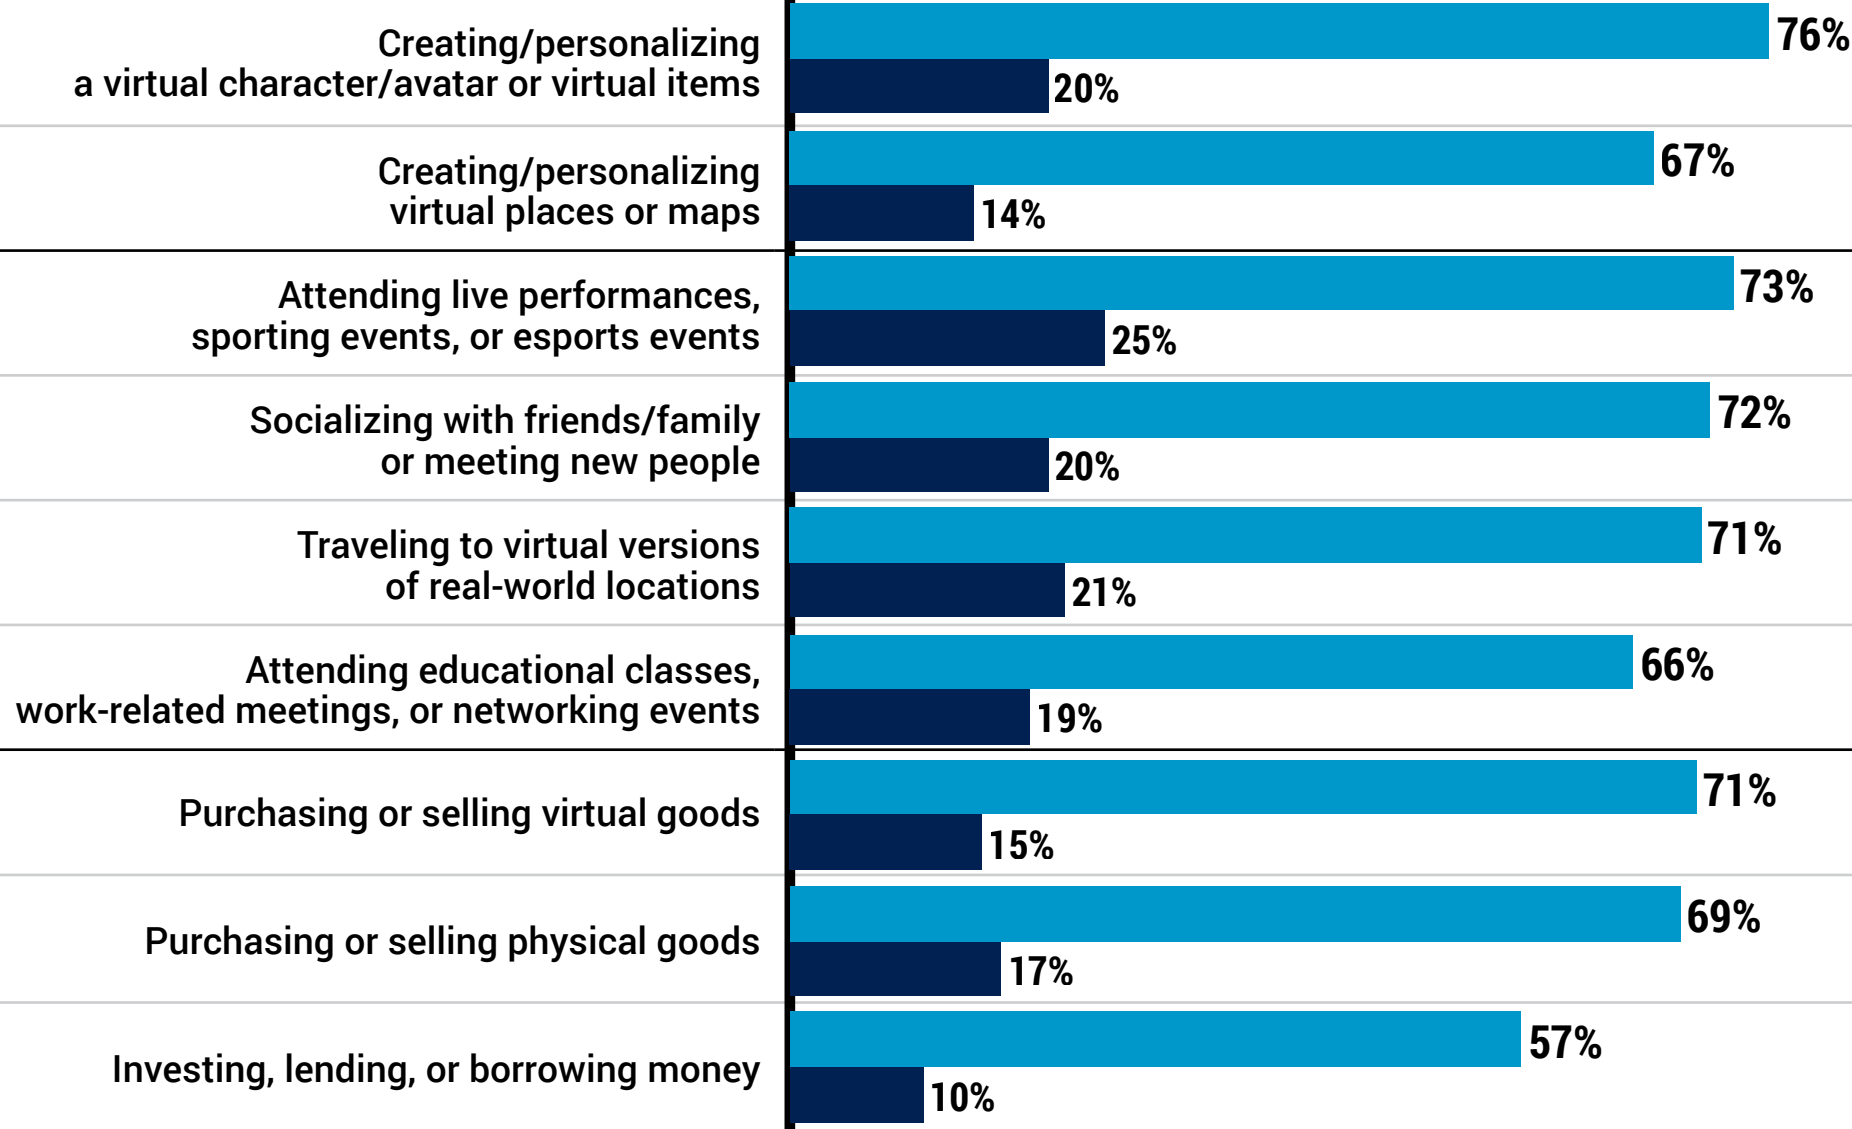 Creating/personalizing
a virtual character/avatar or virtual items
76%
20%
Creating/personalizing
virtual places or maps
67%
14%
Attending live performances,
sporting events, or esports events
73%
25%
Socializing with friends/family
or meeting new people
72%
20%
Traveling to virtual versions
of real-world locations
71%
21%
Attending educational classes,
work-related meetings, or networking events
66%
19%
Purchasing or selling virtual goods
71%
15%
Purchasing or selling physical goods
69%
17%
Investing, lending, or borrowing money
57%
10%